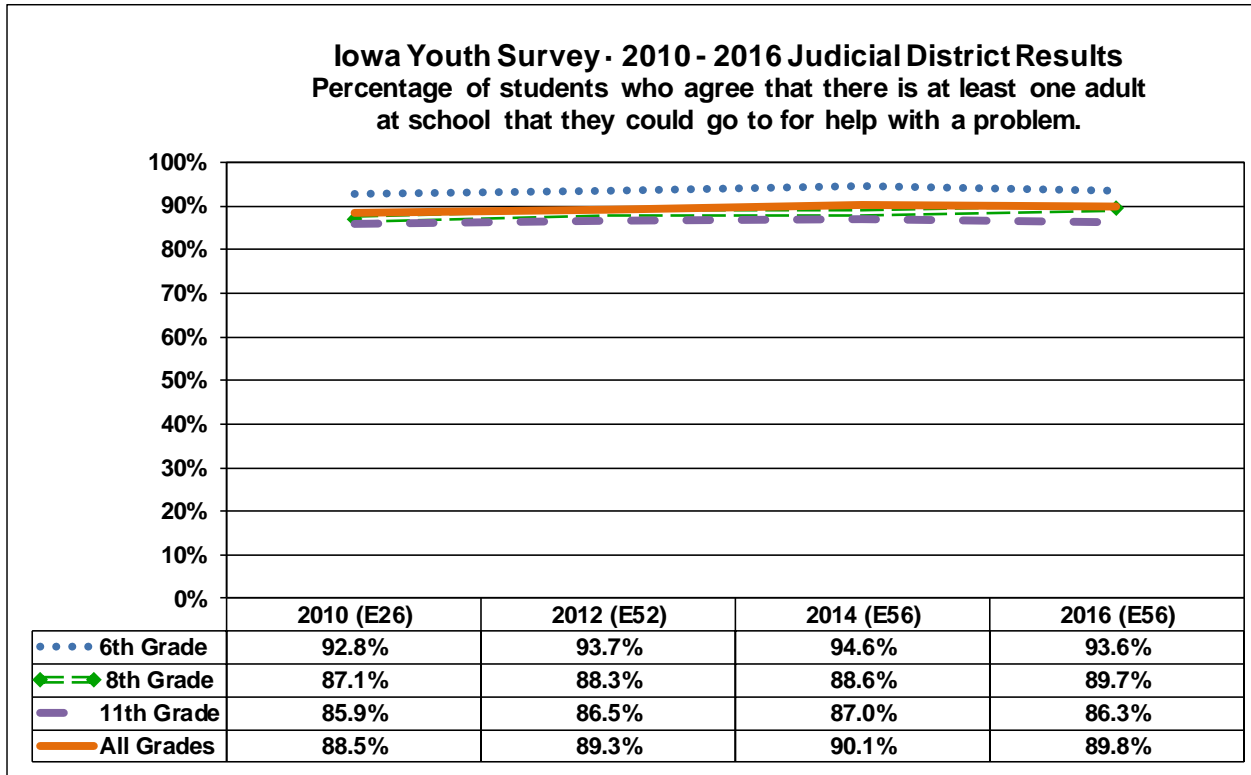 Iowa Youth Survey · 2010 - 2016 Judicial District Results
Percentage of students who agree that there is at least one adult
at school that they could go to for help with a problem.
100%
90%
80%
70%
60%
50%
40%
30%
20%
10%
0%
2010 (E26) 2012 (E52) 2014 (E56) 2016 (E56)
6th Grade 92.8% 93.7% 94.6% 93.6%
8th Grade 87.1% 88.3% 88.6% 89.7%
11th Grade 85.9% 86.5% 87.0% 86.3%
All Grades 88.5% 89.3% 90.1% 89.8%